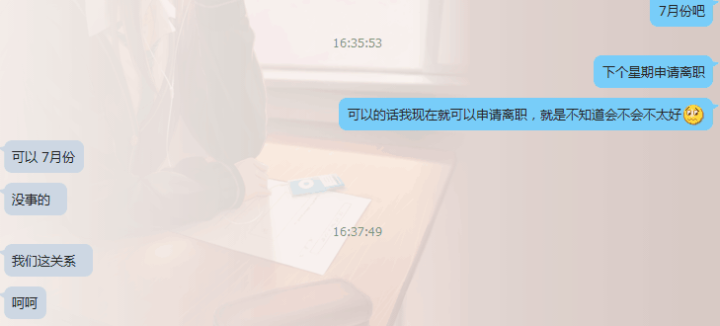 7月份吧
16:35:53
下个星期申请离职
可以的话我现在就可以申请离职，就是不知道会不会不太好
可以 7月份
没事的
16:37:49
我们这关系
呵呵